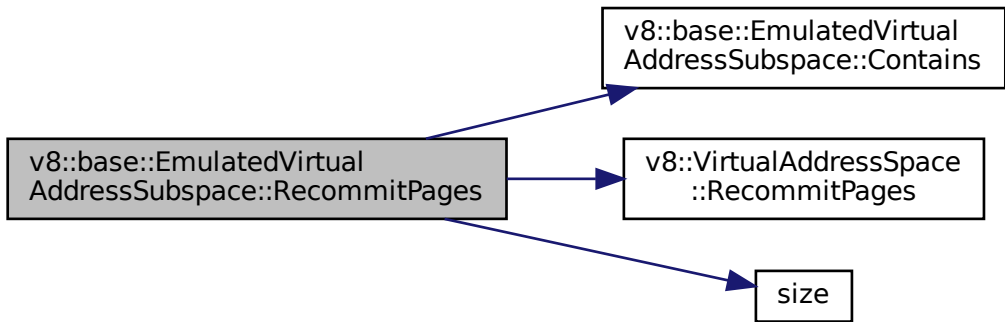 v8::base::EmulatedVirtual
AddressSubspace::RecommitPages
v8::base::EmulatedVirtual
AddressSubspace::Contains
v8::VirtualAddressSpace
::RecommitPages
size